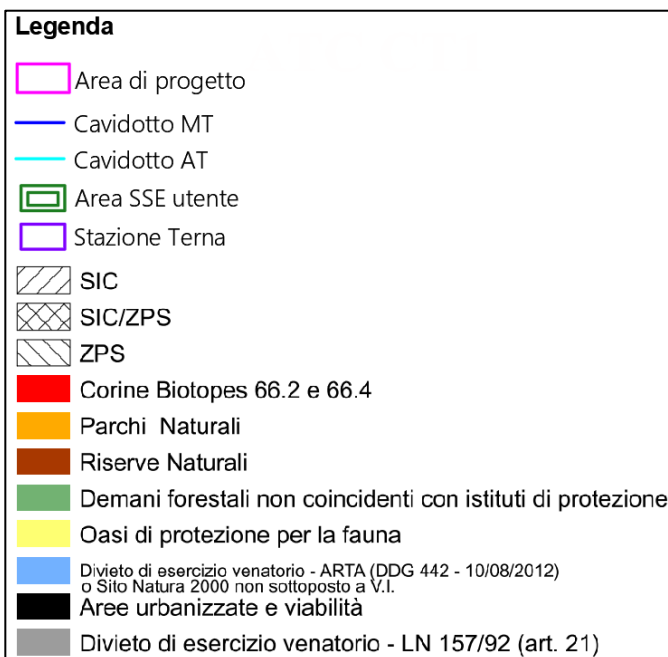 Legenda
Area di progetto
Cavidotto MT
Cavidotto AT
Area SSE utente
Stazione Terna
SIC
SIC/ZPS
ZPS
Corine Biotopes 66.2 e 66.4
Parchi Naturali
Riserve Naturali
Demani forestali non coincidenti con istituti di protezione
Oasi di protezione per la fauna
Divieto di esercizio venatorio - ARTA (DDG 442 - 10/08/2012)
o Sito Natura 2000 non sottoposto a V.I.
Aree urbanizzate e viabilità
Divieto di esercizio venatorio - LN 157/92 (art. 21)